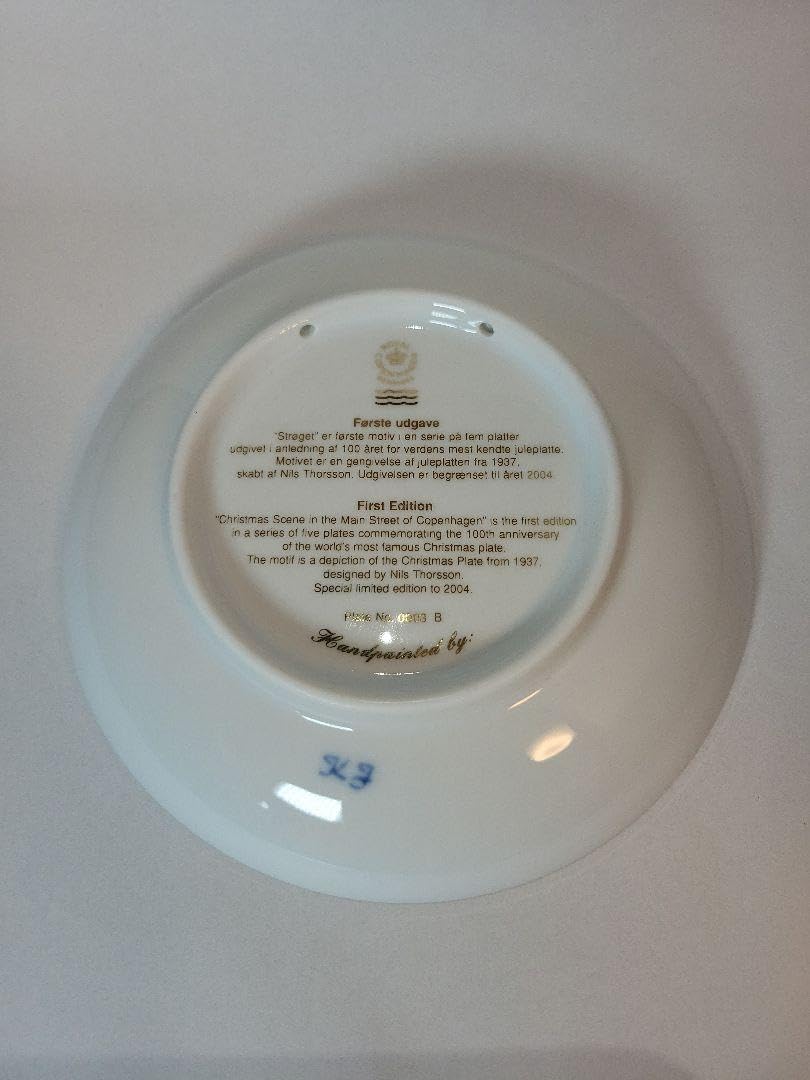 Første udgave
"Strøget" er første motiv i en serie på fem platter
udgivet i anledning af 100 året for verdens mest kendte juleplatte.
Motivet er en gengivelse af juleplatten fra 1937,
skabt af Nils Thorsson. Udgivelsen er begrænset til året 2004.
First Edition
"Christmas Scene in the Main Street of Copenhagen" is the first edition
in a series of five plates commemorating the 100th anniversary
of the world's most famous Christmas plate.
The motif is a depiction of the Christmas Plate from 1937,
designed by Nils Thorsson.
Special limited edition to 2004.
Plate No. B
Handpainted by:
KJ